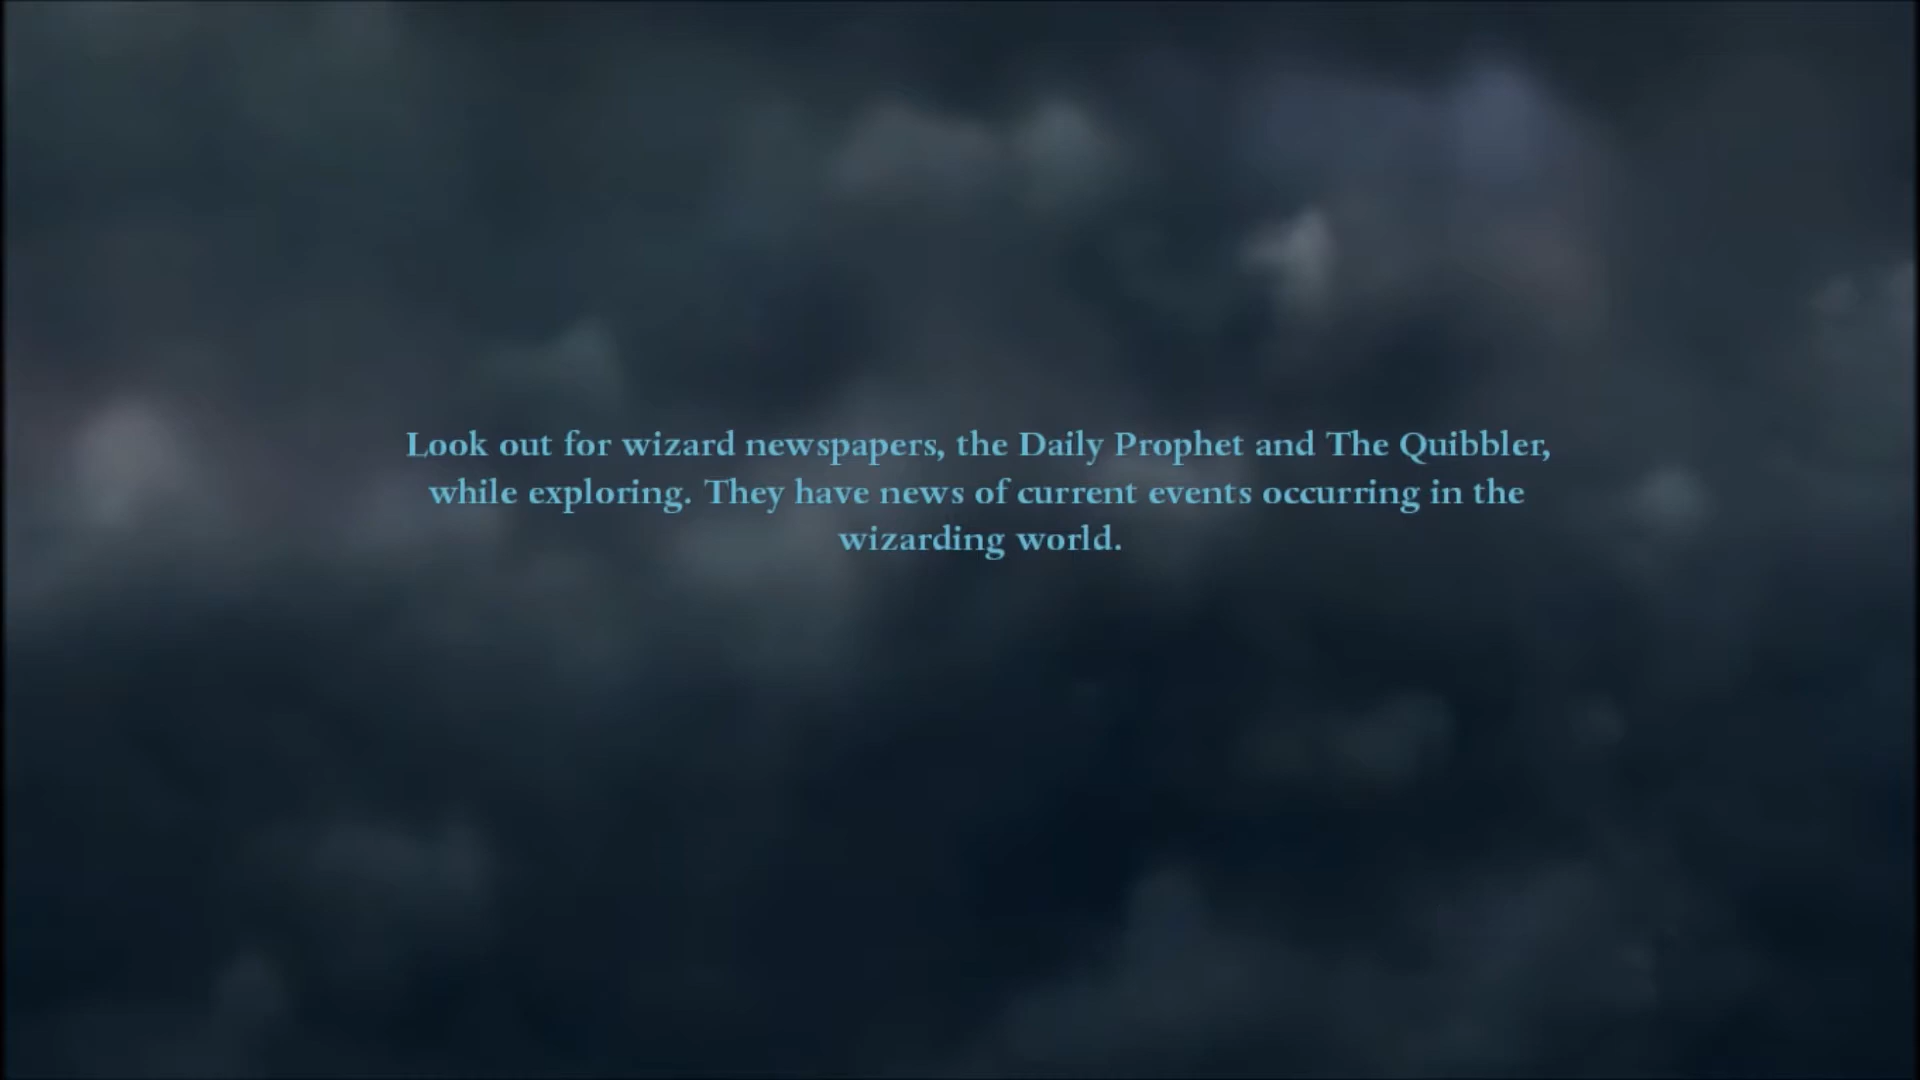 Look out for wizard newspapers, the Daily Prophet and The Quibbler,
while exploring. They have news of current events occurring in the
wizarding world.